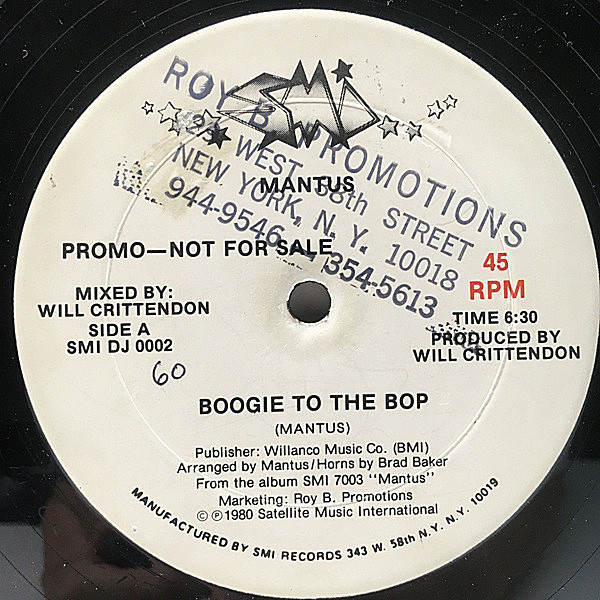 SMI
ROY B. PROMOTIONS
WEST 38th STREET
NEW YORK, N. Y. 10018
944-9546 — 354-5613
MANTUS
PROMO—NOT FOR SALE
45
RPM
MIXED BY:
WILL CRITTENDON
SIDE A
SMI DJ 0002
TIME 6:30
PRODUCED BY
WILL CRITTENDON
60
BOOGIE TO THE BOP
(MANTUS)
Publisher: Willanco Music Co. (BMI)
Arranged by Mantus/Horns by Brad Baker
From the album SMI 7003 "Mantus"
Marketing: Roy B. Promotions
© ℗ 1980 Satellite Music International
MANUFACTURED BY SMI RECORDS 343 W. 58th N.Y. N.Y. 10019